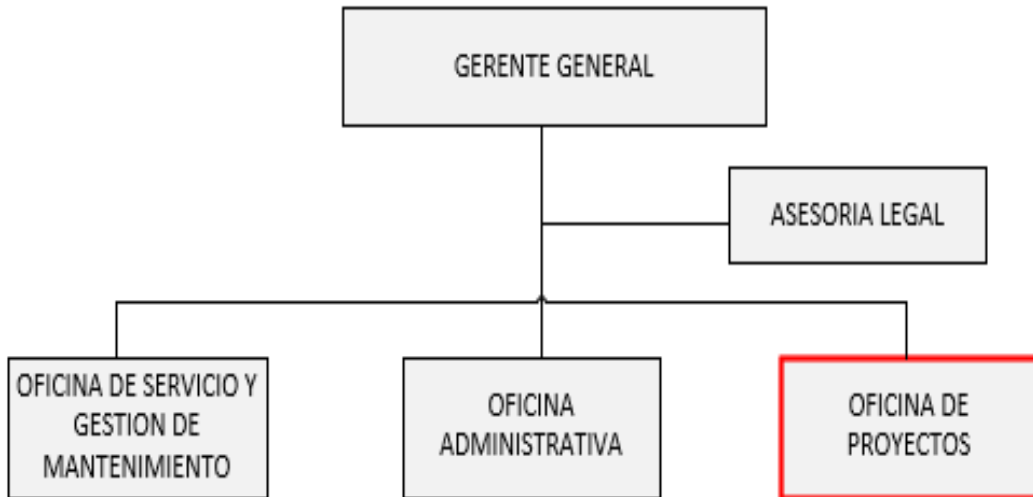 GERENTE GENERAL
ASESORIA LEGAL
OFICINA DE SERVICIO Y
GESTION DE
MANTENIMIENTO
OFICINA
ADMINISTRATIVA
OFICINA DE
PROYECTOS